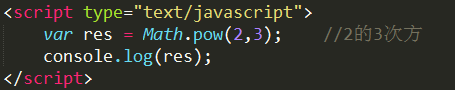 <script type="text/javascript">
    var res = Math.pow(2,3);    //2的3次方
    console.log(res);
</script>